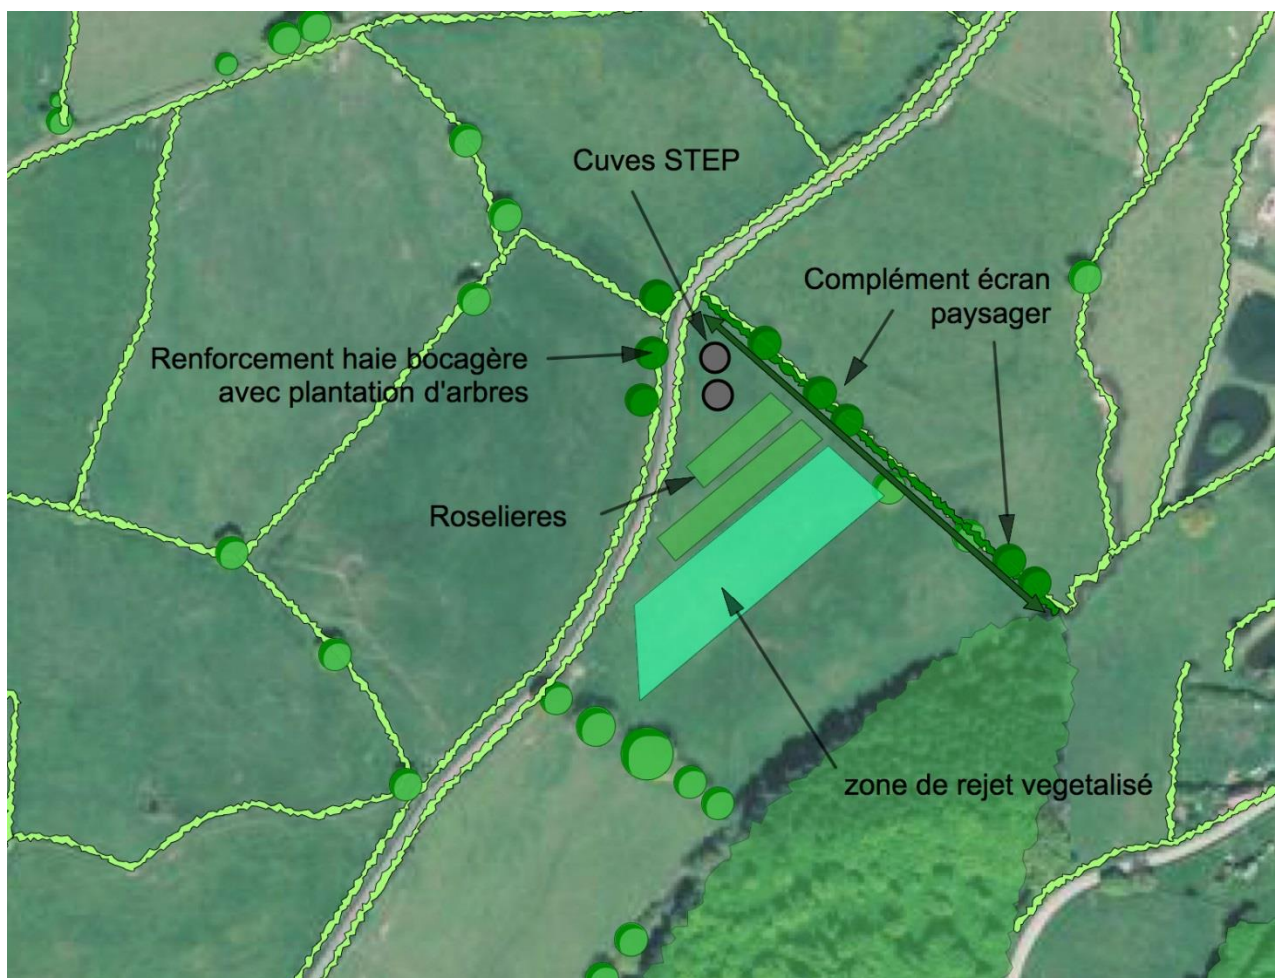 Cuves STEP
Complément écran
paysager
Renforcement haie bocagère
avec plantation d'arbres
Roselieres
zone de rejet vegetalisé